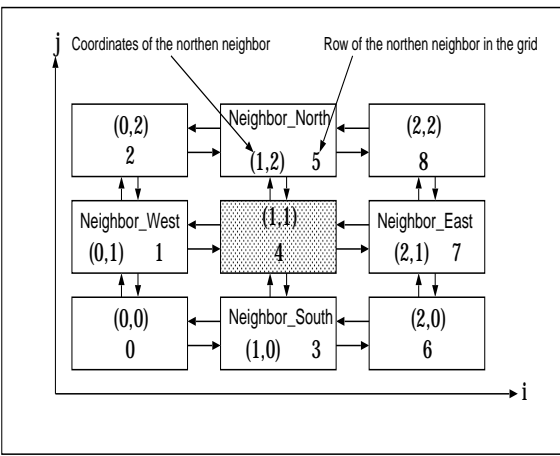 j
Coordinates of the northen neighbor
Row of the northen neighbor in the grid
(0,2)
2
Neighbor_North
(1,2) 5
(2,2)
8
Neighbor_West
(0,1) 1
(1,1)
4
Neighbor_East
(2,1) 7
(0,0)
0
Neighbor_South
(1,0) 3
(2,0)
6
i